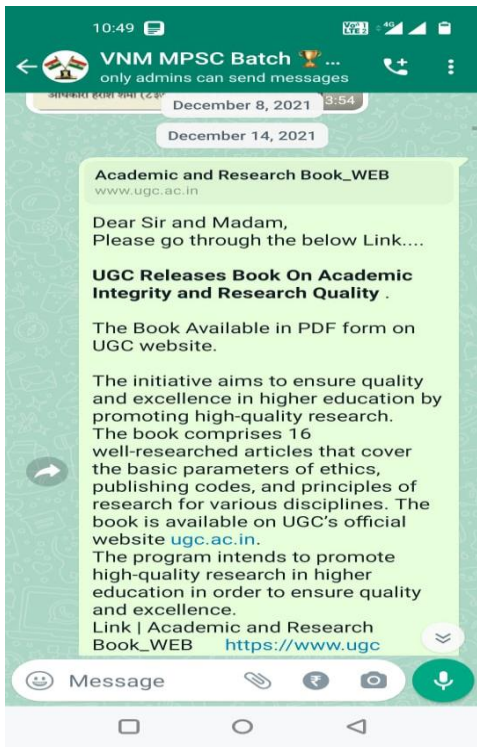 10:49
VNM MPSC Batch 🏆...
only admins can send messages
3:54
December 8, 2021
December 14, 2021
Academic and Research Book_WEB
www.ugc.ac.in
Dear Sir and Madam,
Please go through the below Link....
UGC Releases Book On Academic
Integrity and Research Quality .
The Book Available in PDF form on
UGC website.
The initiative aims to ensure quality
and excellence in higher education by
promoting high-quality research.
The book comprises 16
well-researched articles that cover
the basic parameters of ethics,
publishing codes, and principles of
research for various disciplines. The
book is available on UGC's official
website ugc.ac.in.
The program intends to promote
high-quality research in higher
education in order to ensure quality
and excellence.
Link | Academic and Research
Book_WEB https://www.ugc
Message